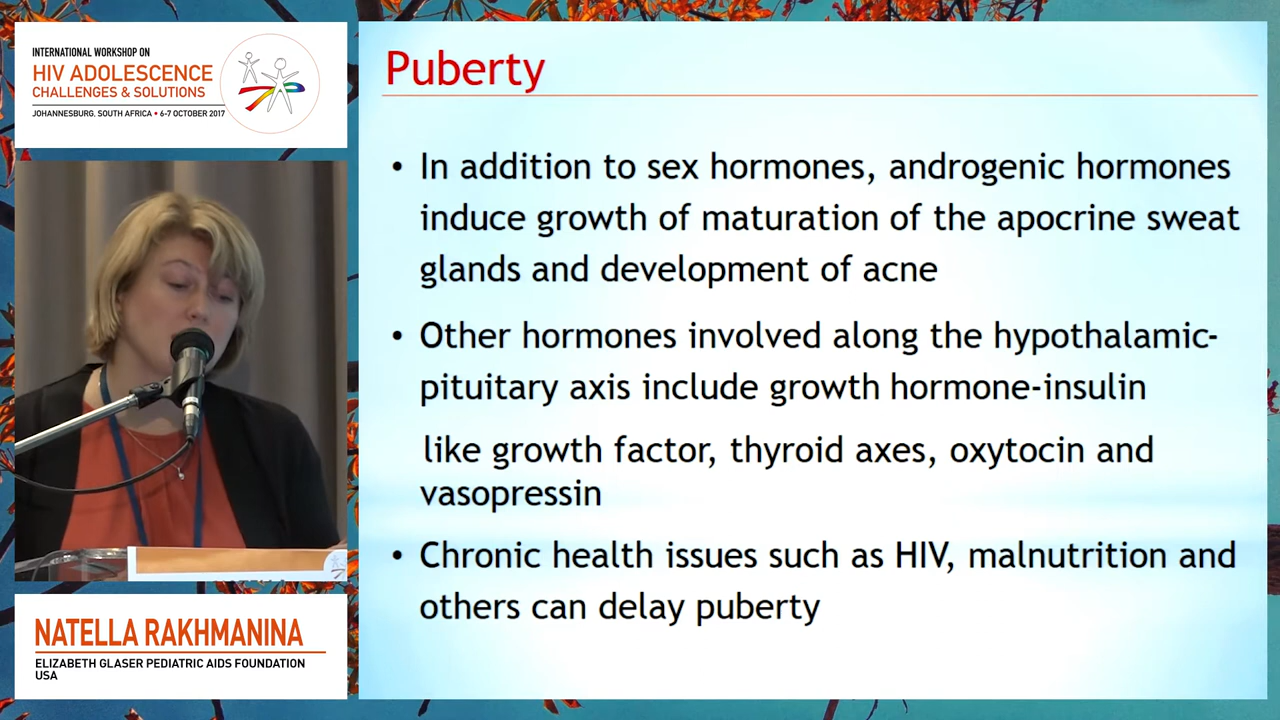 INTERNATIONAL WORKSHOP ON
HIV ADOLESCENCE
CHALLENGES & SOLUTIONS
JOHANNESBURG, SOUTH AFRICA • 6-7 OCTOBER 2017
Puberty
• In addition to sex hormones, androgenic hormones
induce growth of maturation of the apocrine sweat
glands and development of acne
• Other hormones involved along the hypothalamic-
pituitary axis include growth hormone-insulin
like growth factor, thyroid axes, oxytocin and
vasopressin
• Chronic health issues such as HIV, malnutrition and
others can delay puberty
NATELLA RAKHMANINA
ELIZABETH GLASER PEDIATRIC AIDS FOUNDATION
USA